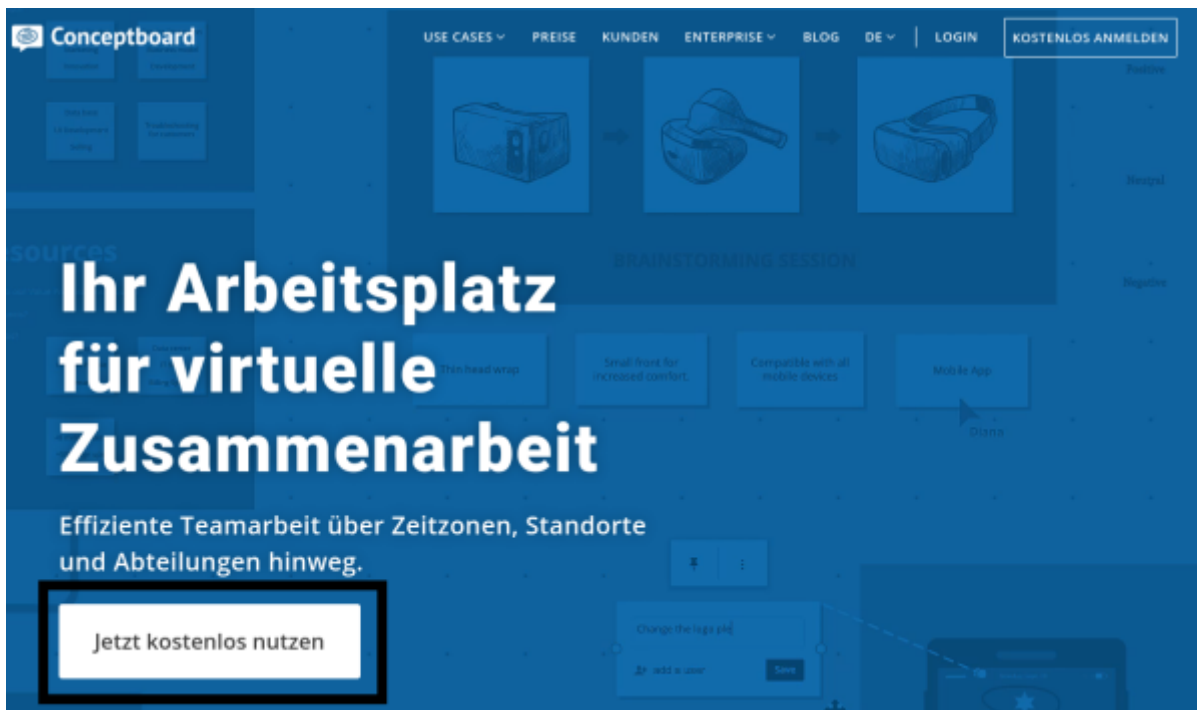 Conceptboard
USE CASES PREISE KUNDEN ENTERPRISE BLOG DE LOGIN KOSTENLOS ANMELDEN
Positive
Neutral
BRAINSTORMING SESSION
Negative
Ihr Arbeitsplatz
für virtuelle
Zusammenarbeit
Thin head wrap
Small front for
increased comfort.
Compatible with all
mobile devices
Mobile App
Diana
Effiziente Teamarbeit über Zeitzonen, Standorte
und Abteilungen hinweg.
Jetzt kostenlos nutzen
Change the logo ple
add a user
Save